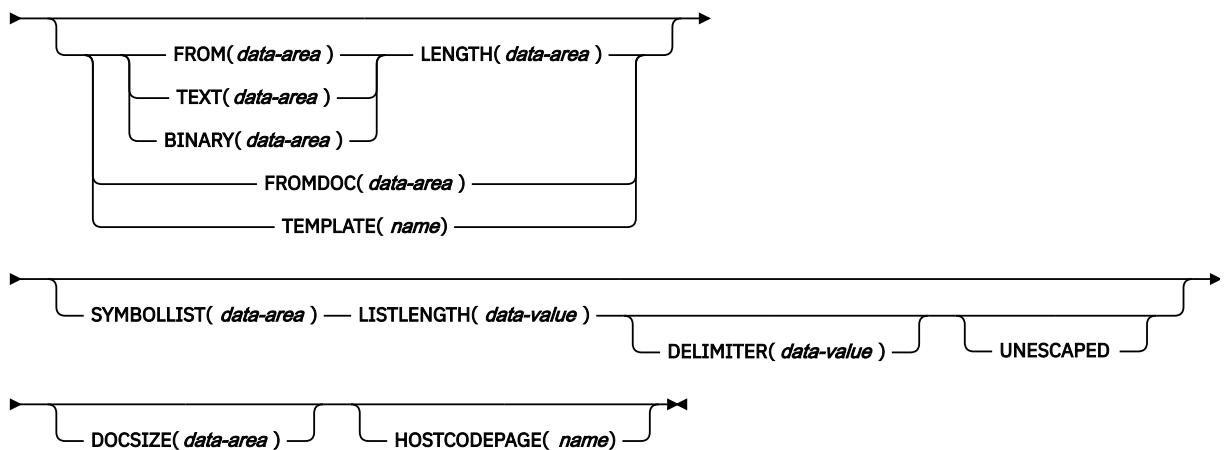 FROM( data-area ) LENGTH( data-area )
TEXT( data-area )
BINARY( data-area )
FROMDOC( data-area )
TEMPLATE( name)
SYMBOLLIST( data-area ) LISTLENGTH( data-value )
DELIMITER( data-value ) UNESCAPED
DOCSIZE( data-area ) HOSTCODEPAGE( name)